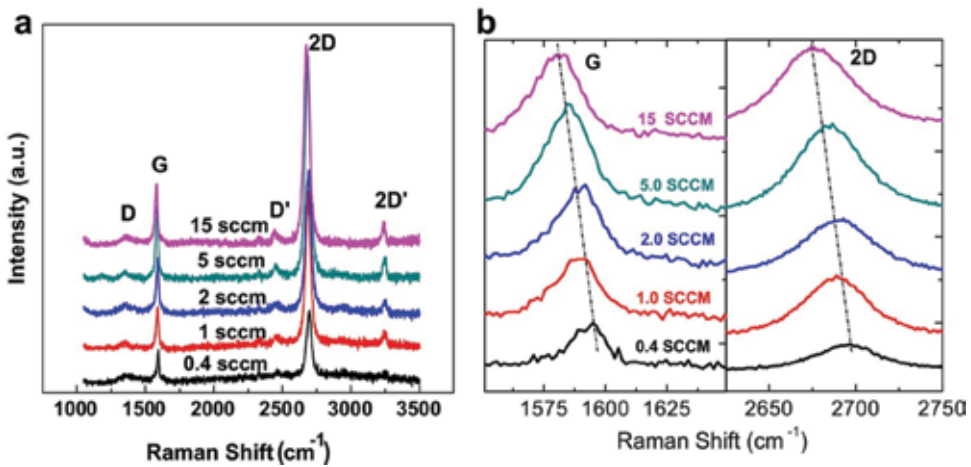 a
Intensity (a.u.)
2D
G
D
D'
2D'
15 sccm
5 sccm
2 sccm
1 sccm
0.4 sccm
1000 1500 2000 2500 3000 3500
Raman Shift (cm-1)
b
G
2D
15 SCCM
5.0 SCCM
2.0 SCCM
1.0 SCCM
0.4 SCCM
1575 1600 1625 2650 2700 2750
Raman Shift (cm-1)